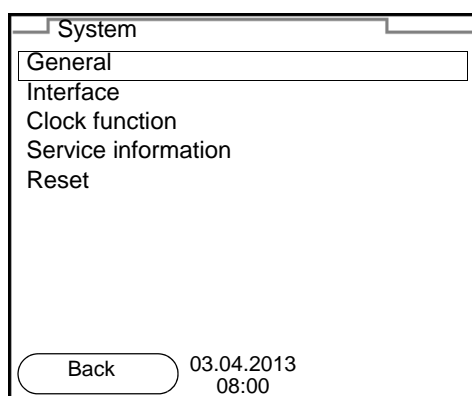 System
General
Interface
Clock function
Service information
Reset
Back
03.04.2013
08:00